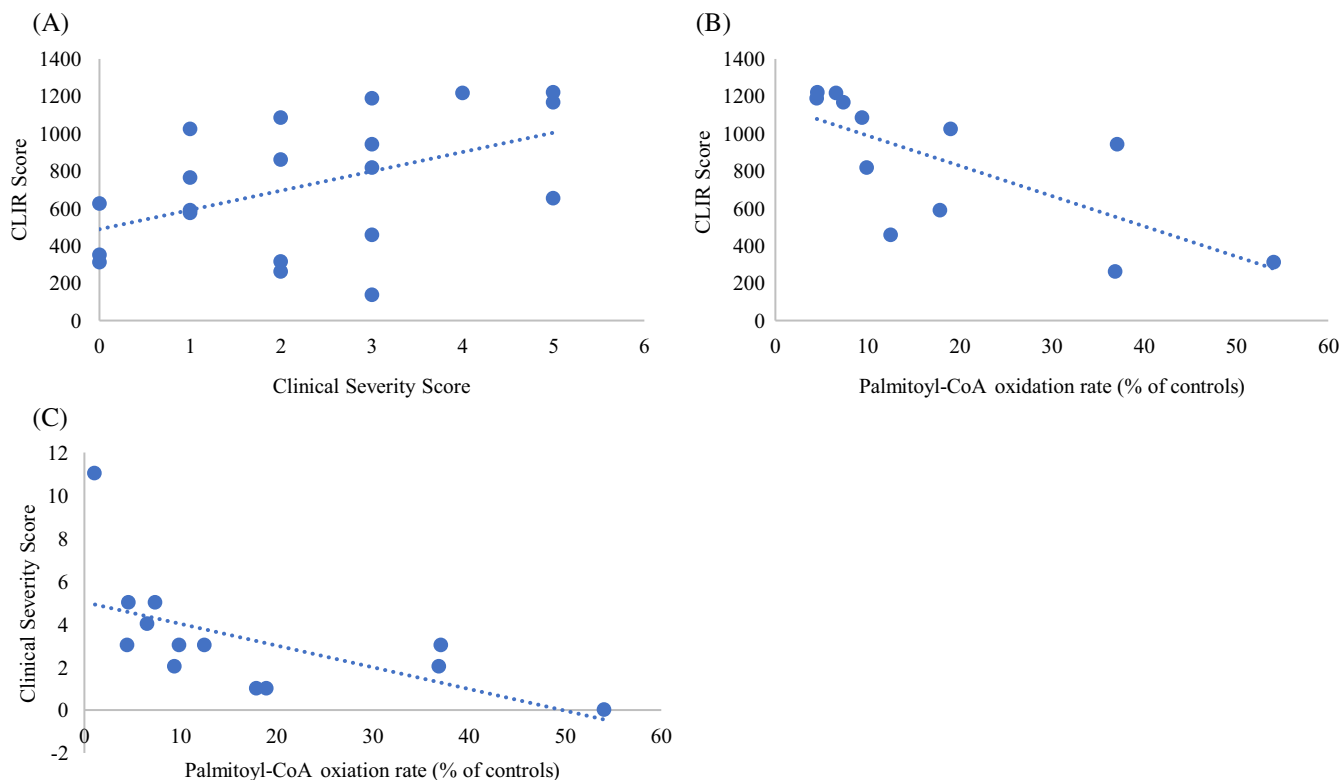 (A)
1400
1200
1000
800
600
400
200
0
CLIR Score
0 1 2 3 4 5 6
Clinical Severity Score
(B)
1400
1200
1000
800
600
400
200
0
CLIR Score
0 10 20 30 40 50 60
Palmitoyl-CoA oxidation rate (% of controls)
(C)
12
10
8
6
4
2
0
-2
Clinical Severity Score
0 10 20 30 40 50 60
Palmitoyl-CoA oxiation rate (% of controls)